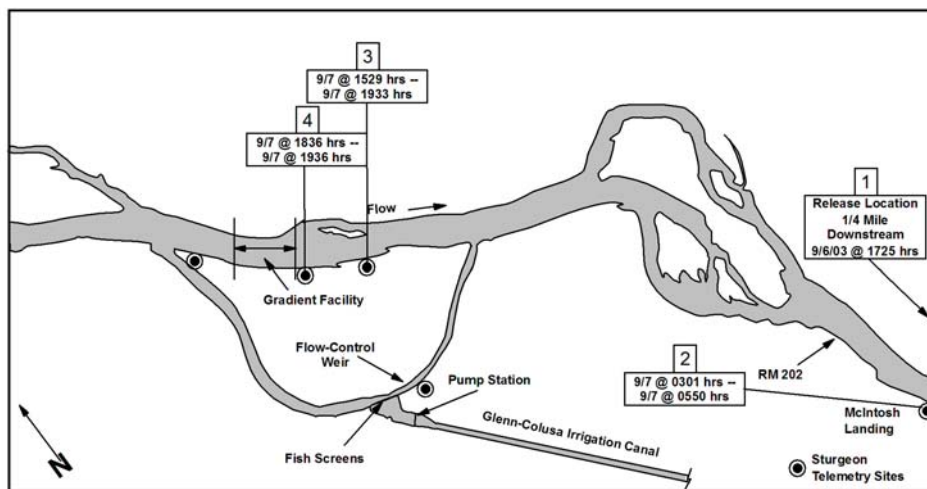 3
9/7 @ 1529 hrs --
9/7 @ 1933 hrs
4
9/7 @ 1836 hrs --
9/7 @ 1936 hrs
Flow
1
Release Location
1/4 Mile
Downstream
9/6/03 @ 1725 hrs
Gradient Facility
Flow-Control
Weir
Pump Station
RM 202
2
9/7 @ 0301 hrs --
9/7 @ 0550 hrs
McIntosh
Landing
Glenn-Colusa Irrigation Canal
Fish Screens
N
Sturgeon
Telemetry Sites